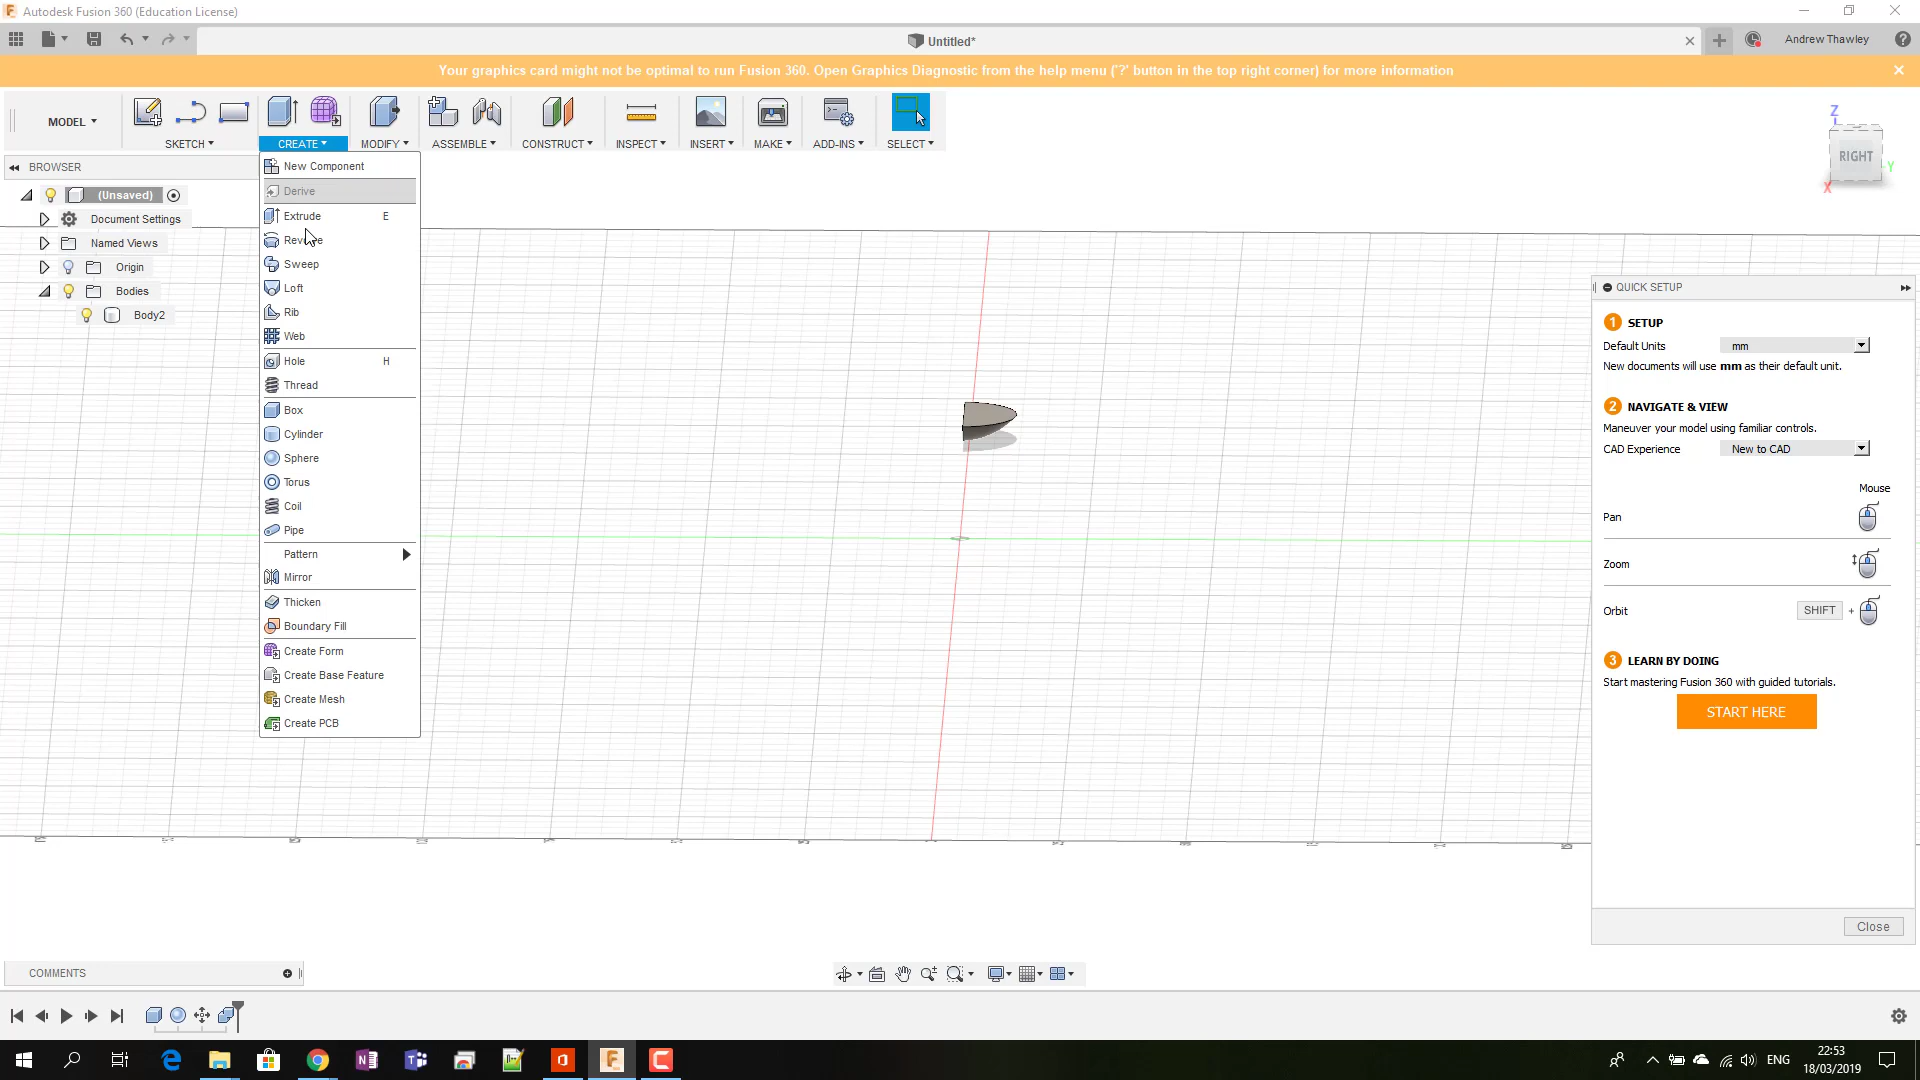 Autodesk Fusion 360 (Education License)
Untitled*
Andrew Thawley
Your graphics card might not be optimal to run Fusion 360. Open Graphics Diagnostic from the help menu ('?' button in the top right corner) for more information
MODEL
SKETCH
CREATE
MODIFY
ASSEMBLE
CONSTRUCT
INSPECT
INSERT
MAKE
ADD-INS
SELECT
Z
RIGHT
Y
X
BROWSER
(Unsaved)
Document Settings
Named Views
Origin
Bodies
Body2
New Component
Derive
Extrude E
Sweep
Loft
Rib
Web
Hole H
Thread
Box
Cylinder
Sphere
Torus
Coil
Pipe
Pattern
Mirror
Thicken
Boundary Fill
Create Form
Create Base Feature
Create Mesh
Create PCB
QUICK SETUP
1 SETUP
Default Units mm
New documents will use mm as their default unit.
2 NAVIGATE & VIEW
Maneuver your model using familiar controls.
CAD Experience New to CAD
Mouse
Pan
Zoom
Orbit SHIFT +
3 LEARN BY DOING
Start mastering Fusion 360 with guided tutorials.
START HERE
Close
COMMENTS
ENG
22:53
18/03/2019